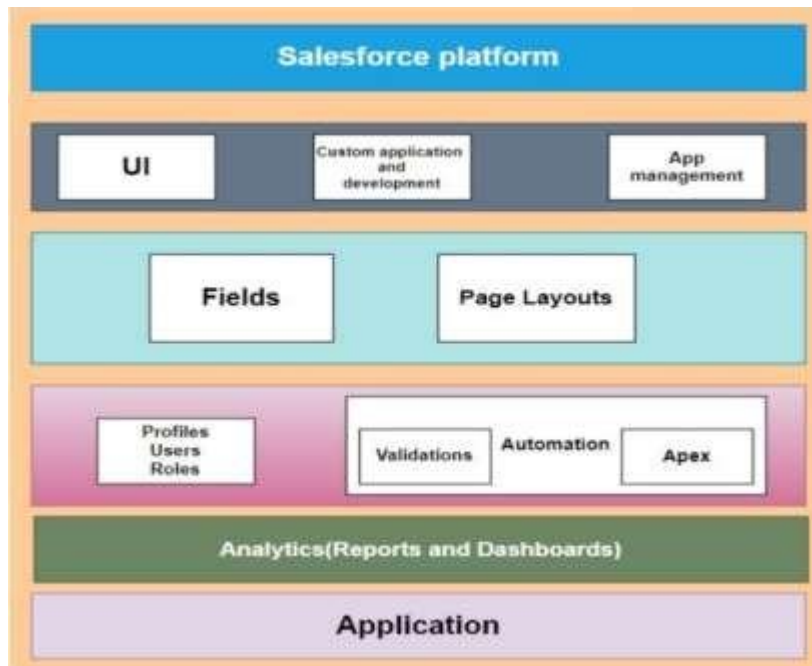 Salesforce platform
UI
Custom application
and
development
App
management
Fields
Page Layouts
Profiles
Users
Roles
Validations
Automation
Apex
Analytics(Reports and Dashboards)
Application